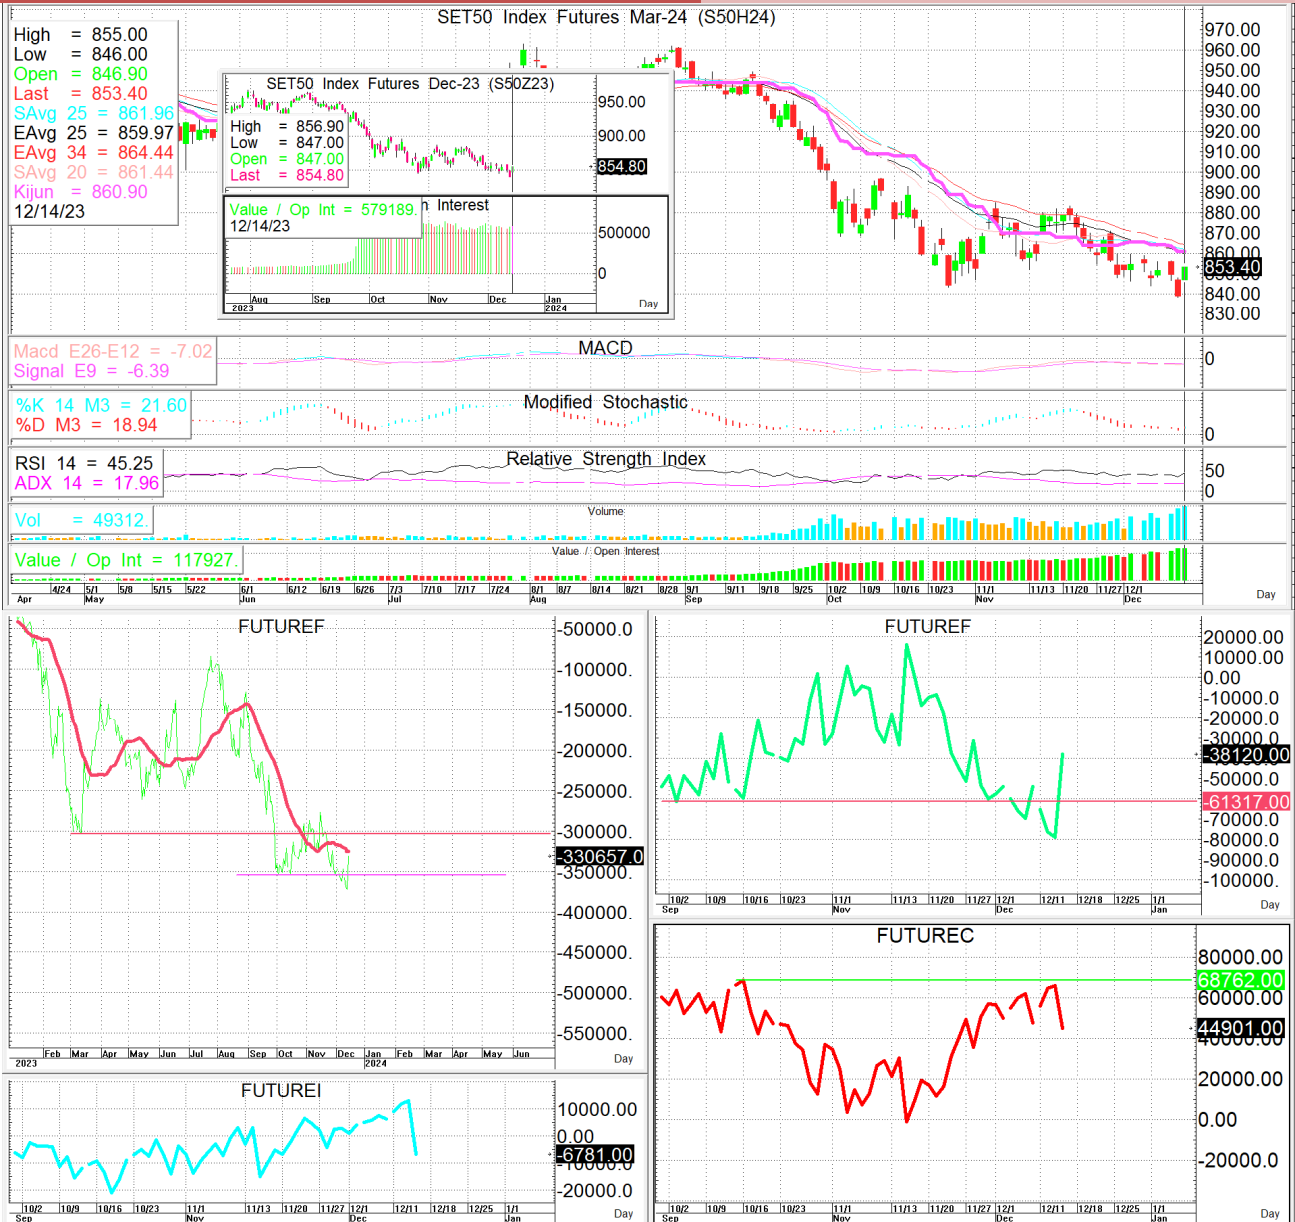 SET50 Index Futures Mar-24 (S50H24)
High = 855.00
Low = 846.00
Open = 846.90
Last = 853.40
SAvg 25 = 861.96
EAvg 25 = 859.97
EAvg 34 = 864.44
SAvg 20 = 861.44
Kijun = 860.90
12/14/23
970.00
960.00
950.00
940.00
930.00
920.00
910.00
900.00
890.00
880.00
870.00
860.00
853.40
840.00
830.00
SET50 Index Futures Dec-23 (S50Z23)
High = 856.90
Low = 847.00
Open = 847.00
Last = 854.80
950.00
900.00
854.80
Value / Op Int = 579189.
12/14/23
n Interest
500000
0
Aug Sep Oct Nov Dec Jan
2023 2024
Day
MACD
Macd E26-E12 = -7.02
Signal E9 = -6.39
0
Modified Stochastic
%K 14 M3 = 21.60
%D M3 = 18.94
0
Relative Strength Index
RSI 14 = 45.25
ADX 14 = 17.96
50
0
Volume
Vol = 49312.
Value / Open Interest
Value / Op Int = 117927.
4/24 5/1 5/8 5/15 5/22 6/1 6/12 6/19 6/26 7/3 7/10 7/17 7/24 8/1 8/7 8/14 8/21 8/28 9/1 9/11 9/18 9/25 10/2 10/9 10/16 10/23 11/1 11/13 11/20 11/27 12/1
Apr May Jun Jul Aug Sep Oct Nov Dec
Day
FUTUREF
-50000.0
-100000.
-150000.
-200000.
-250000.
-300000.
-330657.0
-350000.
-400000.
-450000.
-500000.
-550000.
Feb Mar Apr May Jun Jul Aug Sep Oct Nov Dec Jan Feb Mar Apr May Jun
2023 2024
Day
FUTUREF
20000.00
10000.00
0.00
-10000.0
-20000.0
-30000.0
-38120.00
-50000.0
-61317.00
-70000.0
-80000.0
-90000.0
-100000.
10/2 10/9 10/16 10/23 11/1 11/13 11/20 11/27 12/1 12/11 12/18 12/25 1/1
Sep Nov Dec Jan
Day
FUTUREC
80000.00
68762.00
60000.00
44901.00
40000.00
20000.00
0.00
-20000.0
10/2 10/9 10/16 10/23 11/1 11/13 11/20 11/27 12/1 12/11 12/18 12/25 1/1
Sep Nov Dec Jan
Day
FUTUREI
10000.00
0.00
-6781.00
-10000.0
-20000.0
10/2 10/9 10/16 10/23 11/1 11/13 11/20 11/27 12/1 12/11 12/18 12/25 1/1
Sep Nov Dec Jan
Day